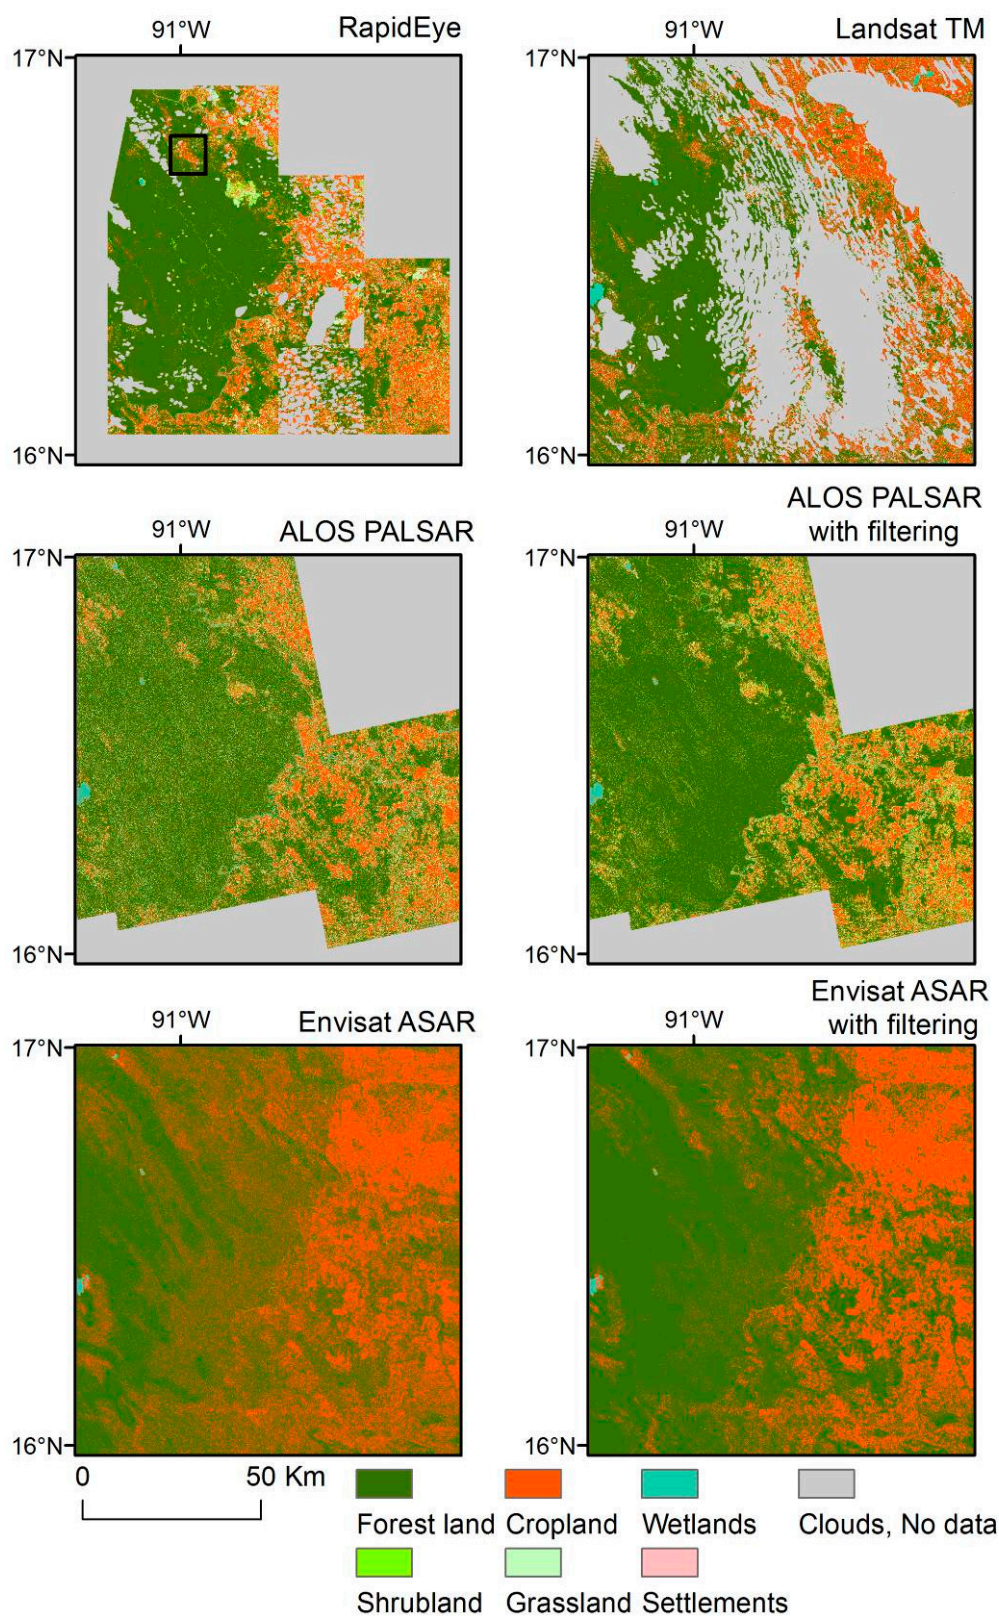 RapidEye
91°W
17°N
16°N
Landsat TM
91°W
17°N
16°N
ALOS PALSAR
91°W
17°N
16°N
ALOS PALSAR
with filtering
91°W
17°N
16°N
Envisat ASAR
91°W
17°N
16°N
Envisat ASAR
with filtering
91°W
17°N
16°N
0 50 Km
Forest land Cropland Wetlands Clouds, No data
Shrubland Grassland Settlements